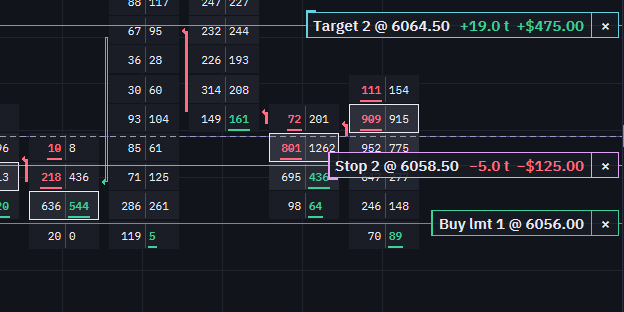 88 117 247 227
Target 2 @ 6064.50 +19.0 t +$475.00 ×
67 95 232 244
36 28 226 193
30 60 314 208 111 154
93 104 149 161 72 201 909 915
96 10 8 85 61 801 1262 952 775
Stop 2 @ 6058.50 −5.0 t −$125.00 ×
13 218 436 71 125 695 436
20 636 544 286 261 98 64 246 148
Buy lmt 1 @ 6056.00 ×
20 0 119 5 70 89